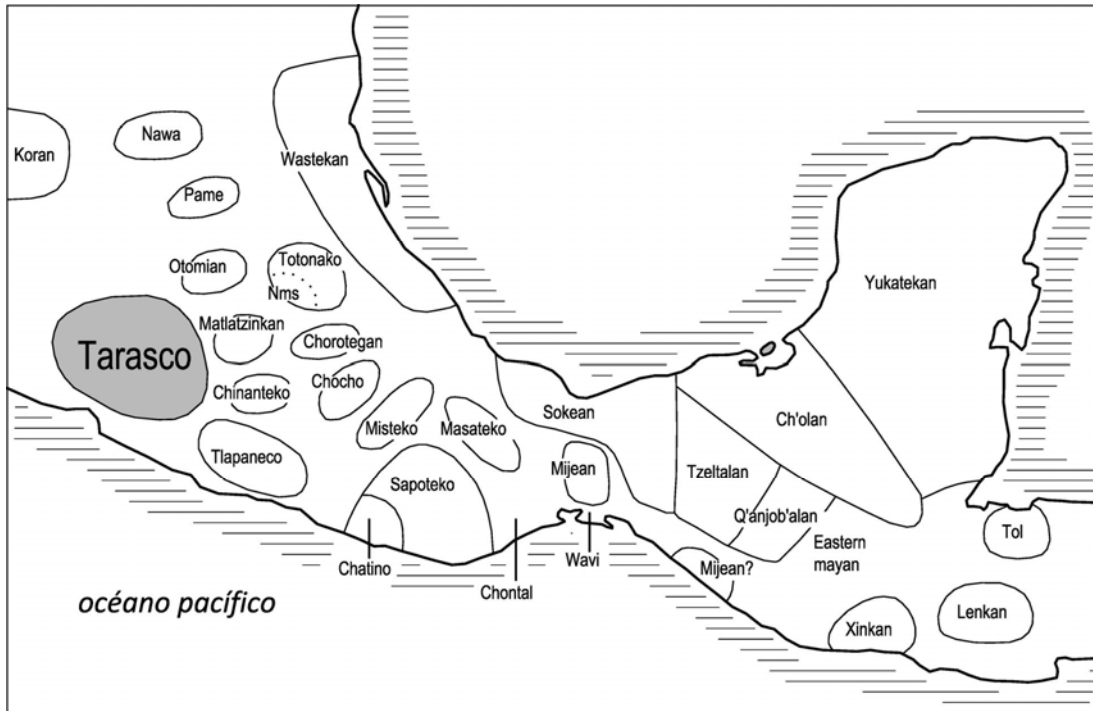 Koran
Nawa
Wastekan
Pame
Otomian
Totonako
Nms
Yukatekan
Tarasco
Matlatzinkan
Chorotegan
Chinanteko
Chocho
Misteko
Masateko
Sokean
Ch'olan
Tlapaneco
Sapoteko
Mijean
Tzeltalan
Q'anjob'alan
Eastern
mayan
Tol
Chatino
Chontal
Wavi
Mijean?
Xinkan
Lenkan
océano pacífico